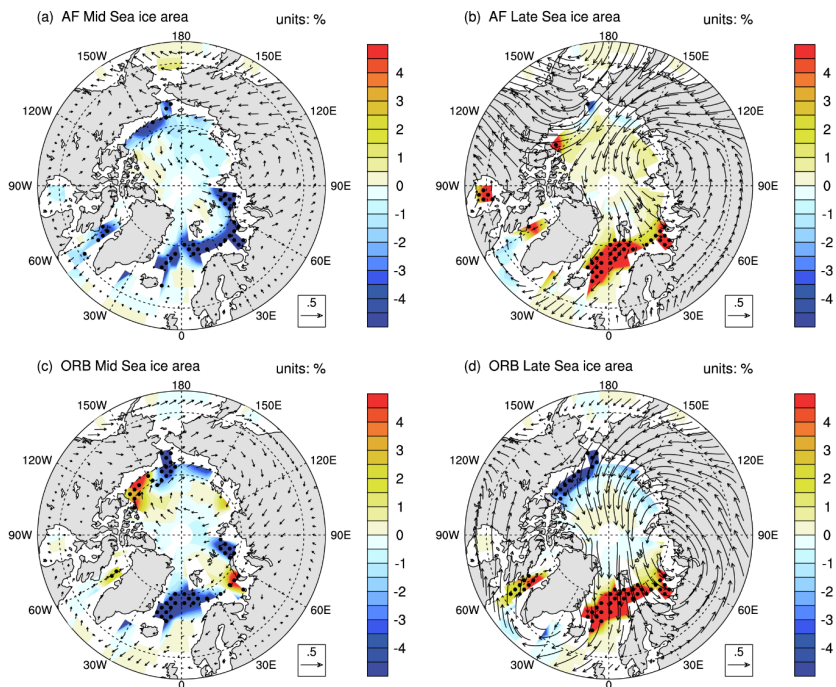 (a) AF Mid Sea ice area units: %
180
150W 150E
120W 120E
90W 90E
60W 60E
30W 30E
0
.5
4
3
2
1
0
-1
-2
-3
-4
(b) AF Late Sea ice area units: %
180
150W 150E
120W 120E
90W 90E
60W 60E
30W 30E
0
.5
4
3
2
1
0
-1
-2
-3
-4
(c) ORB Mid Sea ice area units: %
180
150W 150E
120W 120E
90W 90E
60W 60E
30W 30E
0
.5
4
3
2
1
0
-1
-2
-3
-4
(d) ORB Late Sea ice area units: %
180
150W 150E
120W 120E
90W 90E
60W 60E
30W 30E
0
.5
4
3
2
1
0
-1
-2
-3
-4